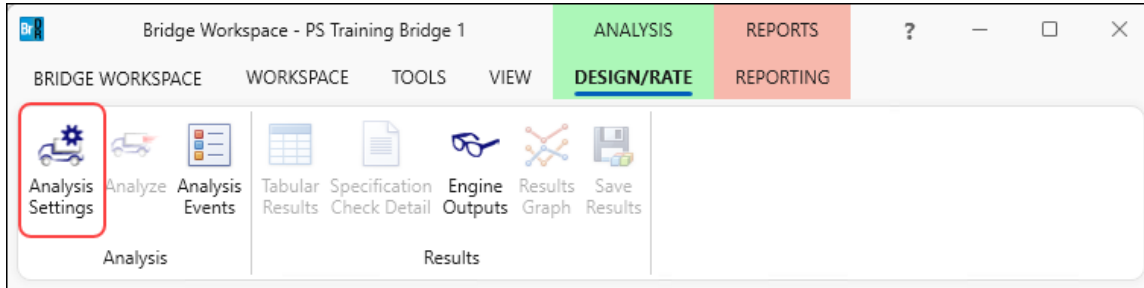 BrDR Bridge Workspace - PS Training Bridge 1 ANALYSIS REPORTS ?
BRIDGE WORKSPACE WORKSPACE TOOLS VIEW DESIGN/RATE REPORTING
Analysis Analyze Analysis Tabular Specification Engine Results Save
Settings Events Results Check Detail Outputs Graph Results
Analysis Results